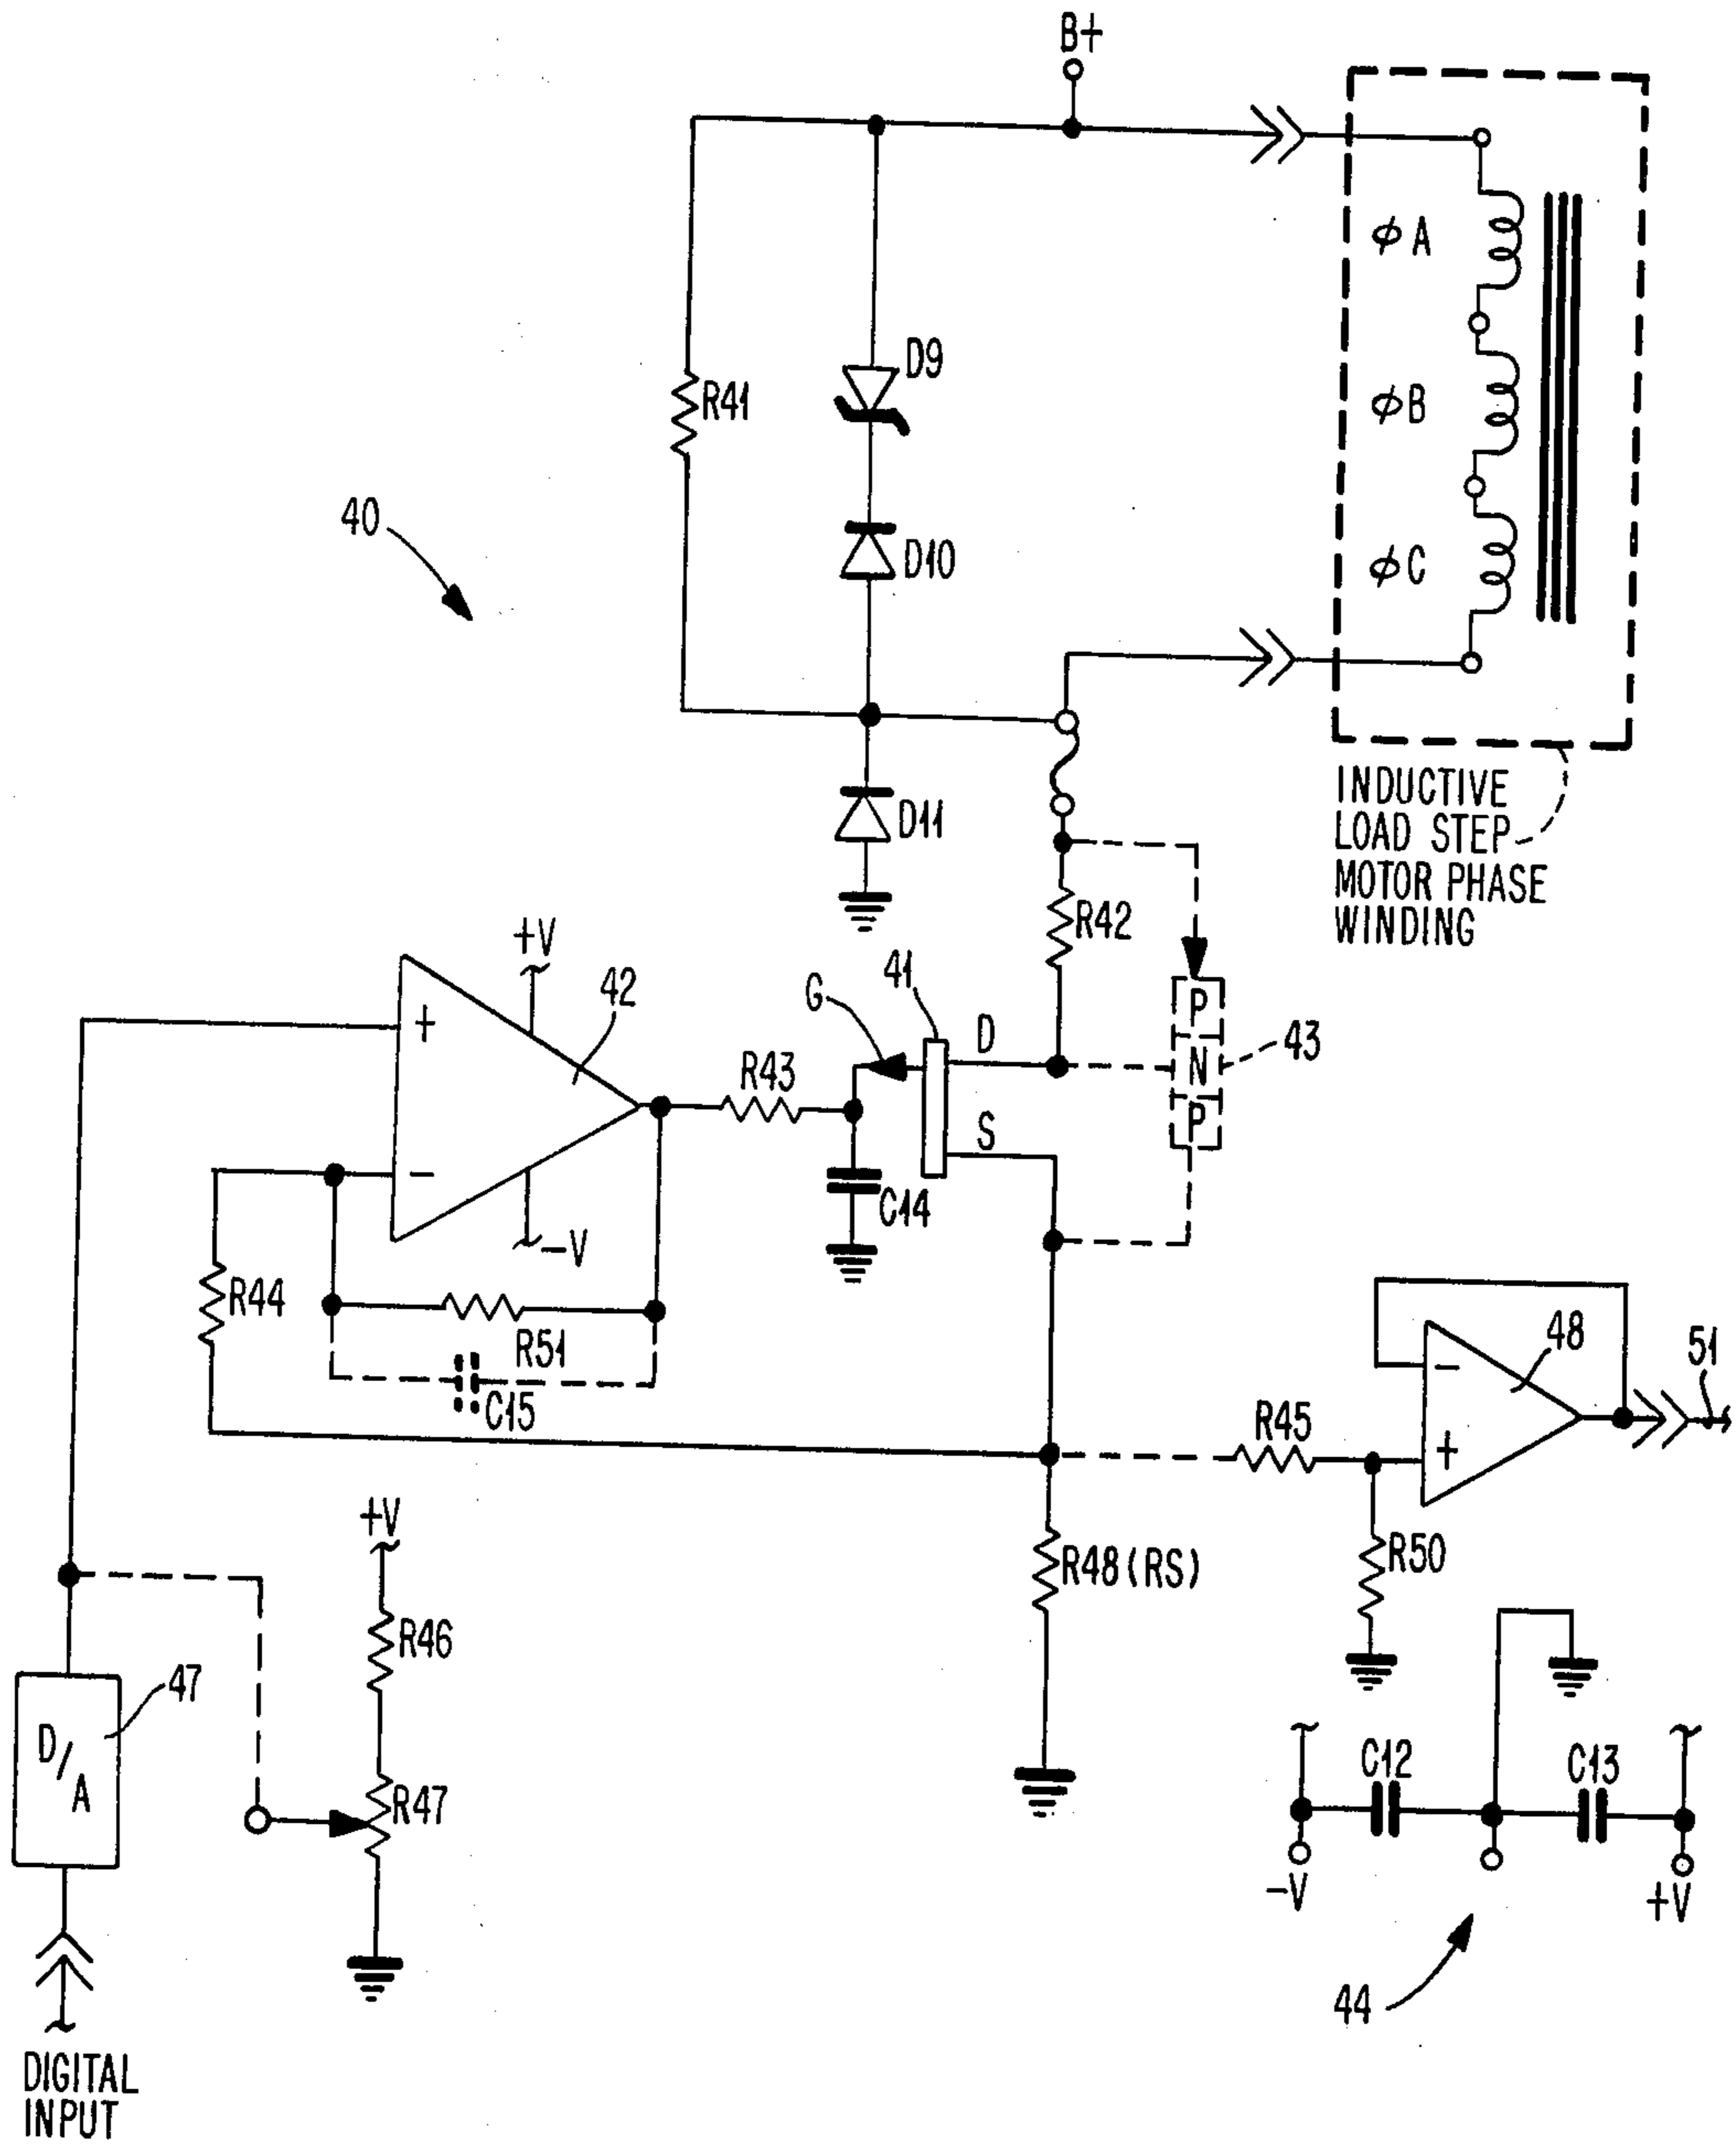 B+
φA
D9
R41
φB
40
D10
φC
D11
INDUCTIVE
LOAD STEP
MOTOR PHASE
WINDING
R42
+V
42
G
41
P
+
D
N
43
R43
P
S
-
C14
-V
R44
48
51
R51
-
C15
R45
+
+V
R48(RS)
R50
R46
47
D/A
C12
C13
R47
-V
+V
44
DIGITAL
INPUT